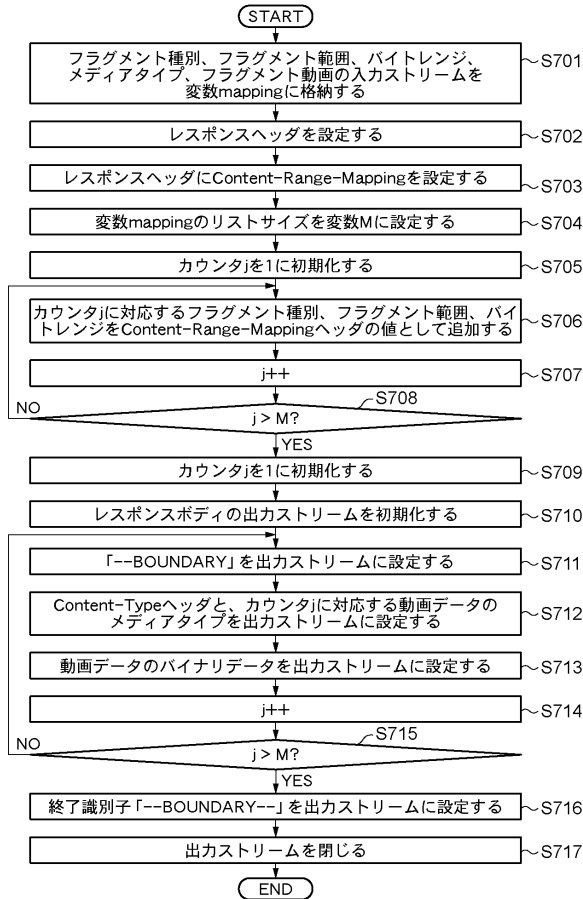 START
フラグメント種別、フラグメント範囲、バイトレンジ、
メディアタイプ、フラグメント動画の入力ストリームを
変数mappingに格納する
S701
レスポンスヘッダを設定する
S702
レスポンスヘッダにContent-Range-Mappingを設定する
S703
変数mappingのリストサイズを変数Mに設定する
S704
カウンタjを1に初期化する
S705
カウンタjに対応するフラグメント種別、フラグメント範囲、バイ
トレンジをContent-Range-Mappingヘッダの値として追加する
S706
j++
S707
S708
NO
j > M?
YES
カウンタjを1に初期化する
S709
レスポンスボディの出力ストリームを初期化する
S710
「--BOUNDARY」を出力ストリームに設定する
S711
Content-Typeヘッダと、カウンタjに対応する動画データの
メディアタイプを出力ストリームに設定する
S712
動画データのバイナリデータを出力ストリームに設定する
S713
j++
S714
S715
NO
j > M?
YES
終了識別子「--BOUNDARY--」を出力ストリームに設定する
S716
出力ストリームを閉じる
S717
END